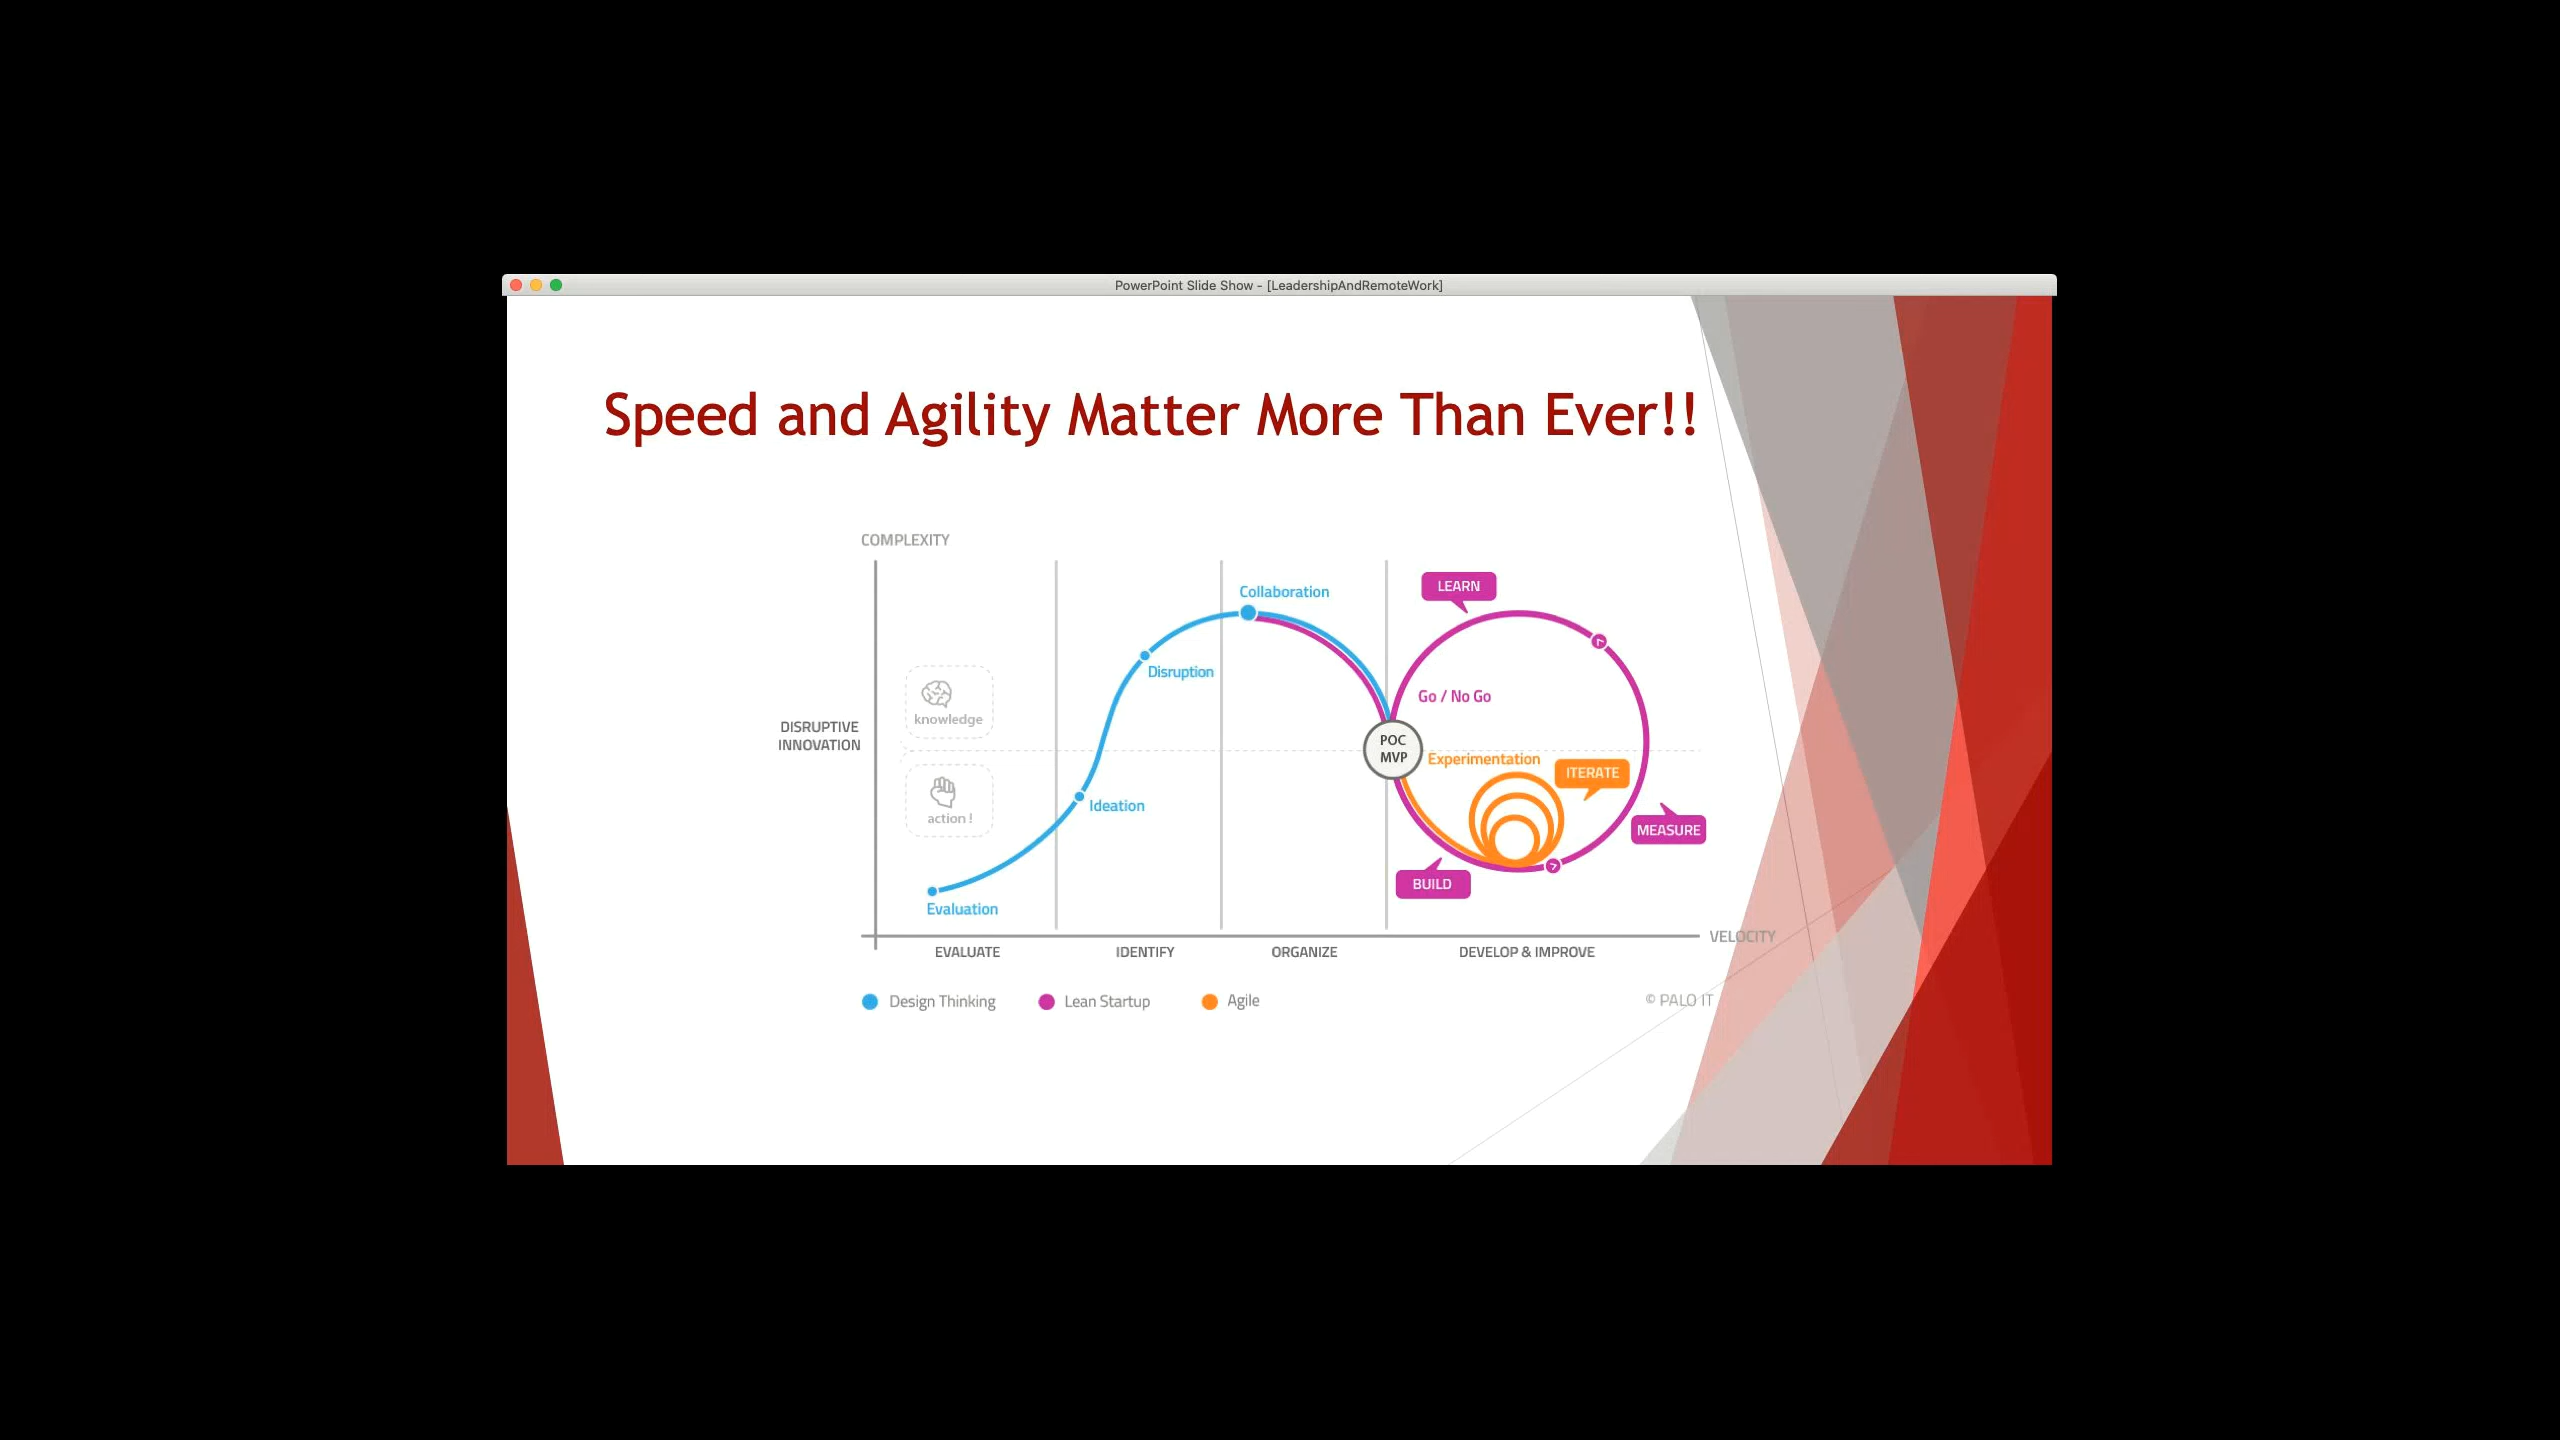 PowerPoint Slide Show - [LeadershipAndRemoteWork]
Speed and Agility Matter More Than Ever!!
COMPLEXITY
LEARN
Collaboration
Disruption
knowledge
Go / No Go
DISRUPTIVE
INNOVATION
POC
MVP
Experimentation
ITERATE
action !
Ideation
MEASURE
BUILD
Evaluation
VELOCITY
EVALUATE
IDENTIFY
ORGANIZE
DEVELOP & IMPROVE
Design Thinking
Lean Startup
Agile
© PALO IT